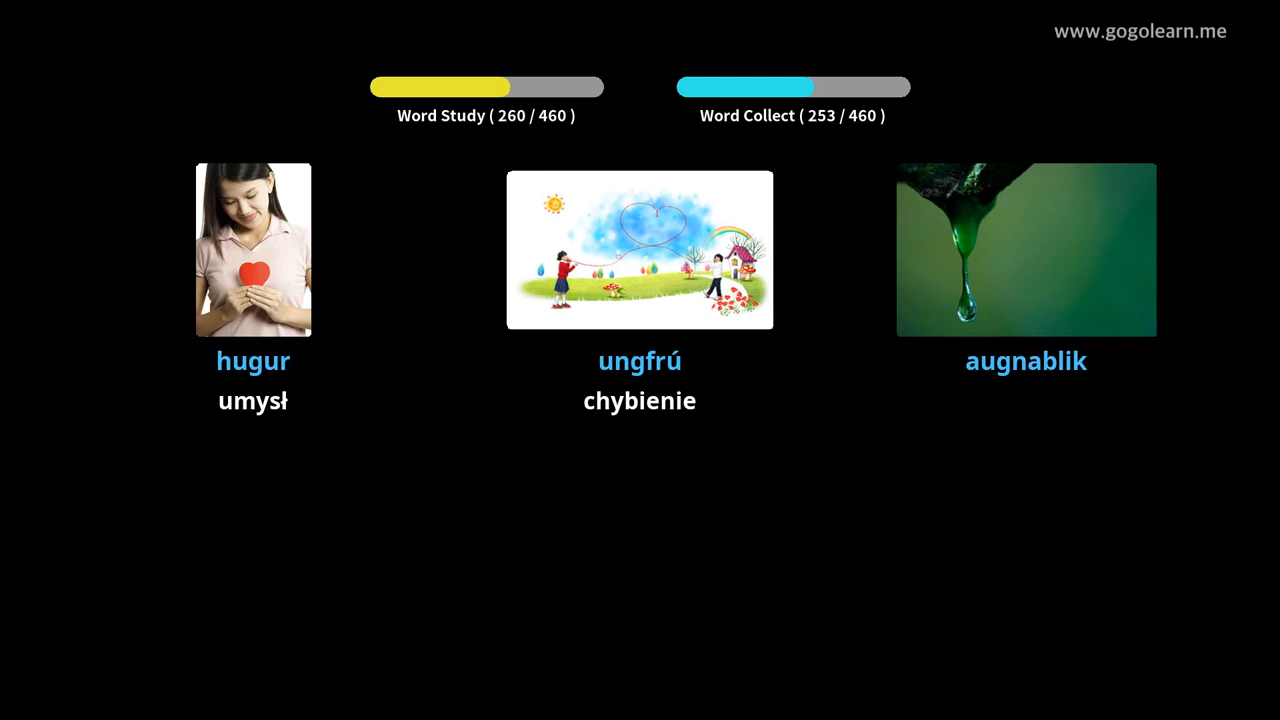 www.gogolearn.me
Word Study ( 260 / 460 )
Word Collect ( 253 / 460 )
hugur
ungfrú
augnablik
umysł
chybienie